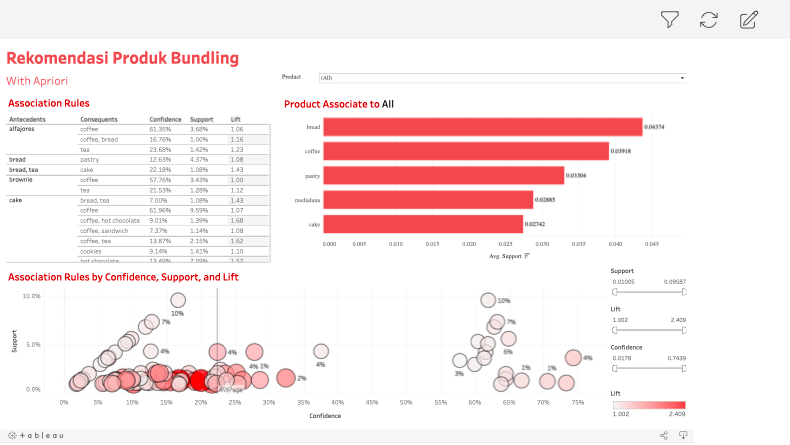 Rekomendasi Produk Bundling
With Apriori
Product (All)
Association Rules
Antecedents Consequents Confidence Support Lift
alfajores coffee 61.35% 3.68% 1.06
coffee, bread 16.76% 1.00% 1.16
tea 23.68% 1.42% 1.23
bread pastry 12.63% 4.37% 1.08
bread, tea cake 22.18% 1.08% 1.43
brownie coffee 57.76% 3.43% 1.00
tea 21.53% 1.28% 1.12
cake bread, tea 7.00% 1.08% 1.43
coffee 61.96% 9.59% 1.07
coffee, hot chocolate 9.01% 1.39% 1.68
coffee, sandwich 7.37% 1.14% 1.08
coffee, tea 13.87% 2.15% 1.62
cookies 9.14% 1.41% 1.10
hot chocolate 13.49% 2.09% 1.52
Product Associate to All
bread 0.04374
coffee 0.03918
pastry 0.03304
medialuna 0.02885
cake 0.02742
0.000 0.005 0.010 0.015 0.020 0.025 0.030 0.035 0.040 0.045
Avg. Support
Association Rules by Confidence, Support, and Lift
Support
10.0%
5.0%
0.0%
10%
7%
4%
4%
4% 1%
2%
4%
10%
7%
6%
3%
1%
1%
4%
Average
0% 5% 10% 15% 20% 25% 30% 35% 40% 45% 50% 55% 60% 65% 70% 75%
Confidence
Support
0.01005 0.09587
Lift
1.002 2.409
Confidence
0.0178 0.7439
Lift
1.002 2.409
+ a b l e a u